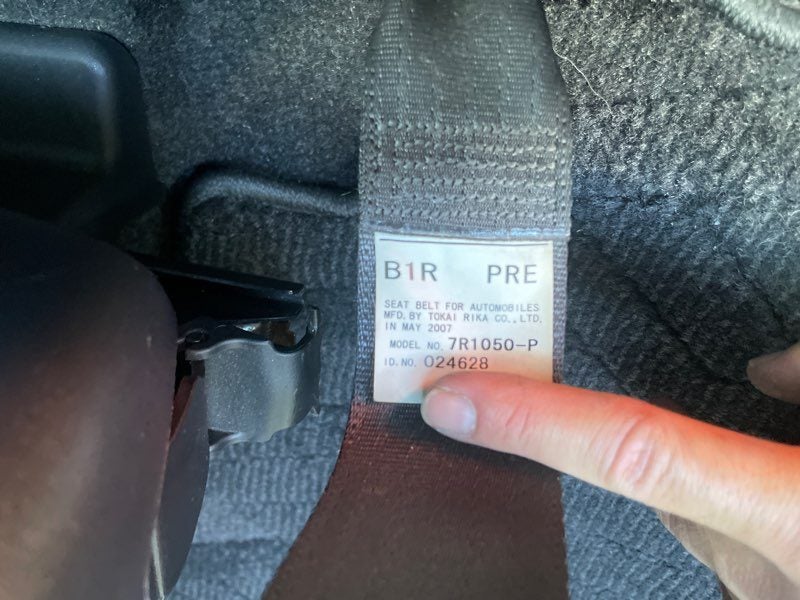 B1R PRE
SEAT BELT FOR AUTOMOBILES
MFD. BY TOKAI RIKA CO., LTD.
IN MAY 2007
MODEL NO. 7R1050-P
ID. NO. 024628